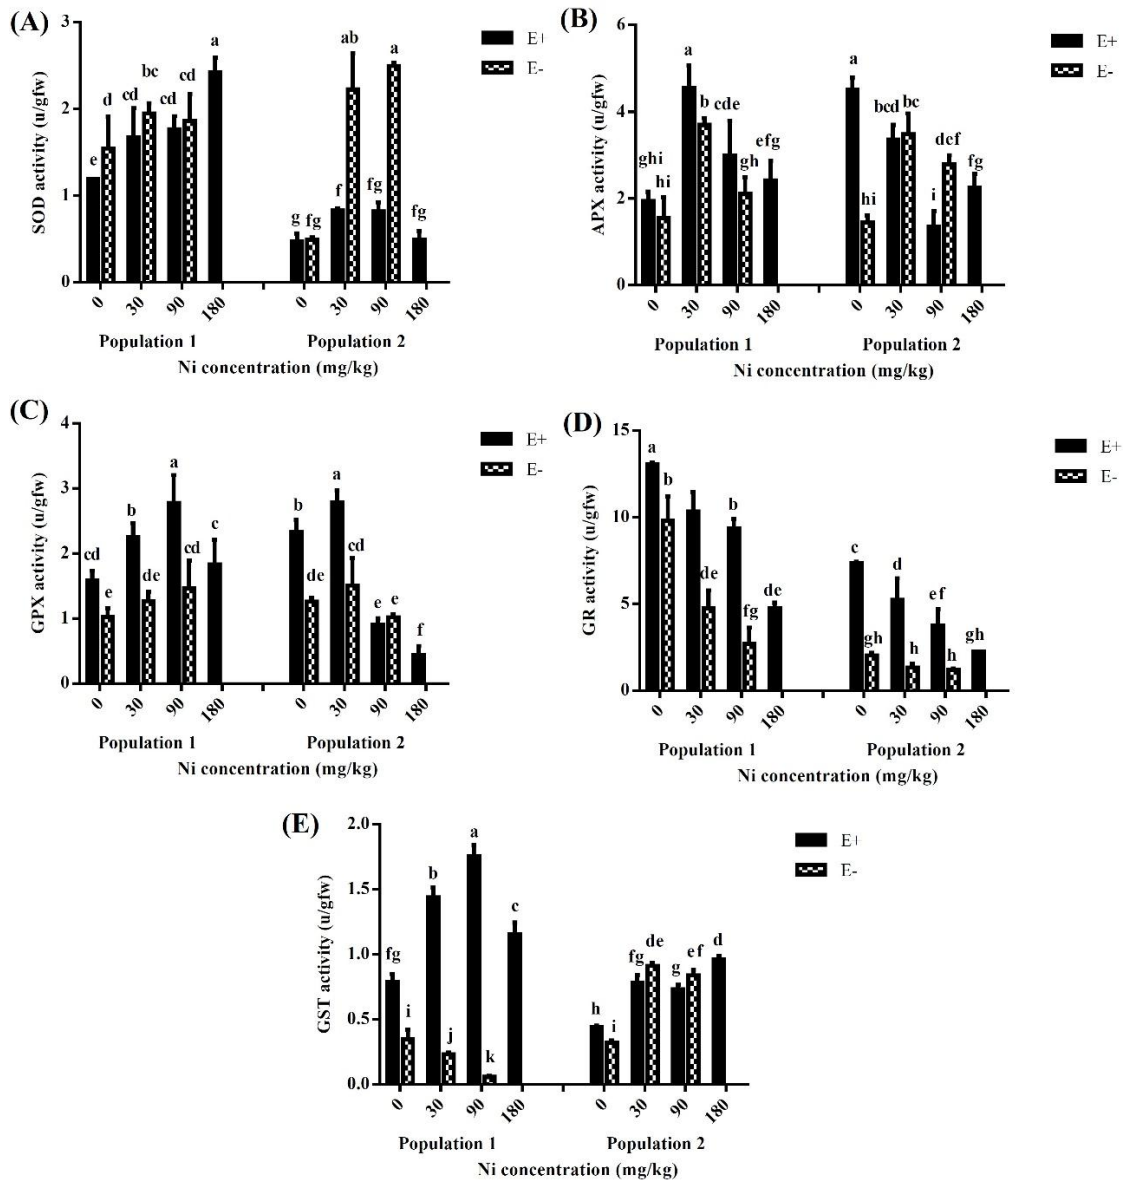 (A)
3
2
1
0
SOD activity (u/gfw)
e d cd bc cd cd a
g fg f ab fg a fg
0 30 90 180 0 30 90 180
Population 1 Population 2
Ni concentration (mg/kg)
E+
E-
(B)
6
4
2
0
APX activity (u/gfw)
ghi hi a b cde gh efg
a hi bcd bc i def fg
0 30 90 180 0 30 90 180
Population 1 Population 2
Ni concentration (mg/kg)
E+
E-
(C)
4
3
2
1
0
GPX activity (u/gfw)
cd e b de a cd c
b de a cd e e f
0 30 90 180 0 30 90 180
Population 1 Population 2
Ni concentration (mg/kg)
E+
E-
(D)
15
10
5
0
GR activity (u/gfw)
a b de b fg de
c gh d h ef h gh
0 30 90 180 0 30 90 180
Population 1 Population 2
Ni concentration (mg/kg)
E+
E-
(E)
2.0
1.5
1.0
0.5
0.0
GST activity (u/gfw)
fg i b j a k c
h i fg de g ef d
0 30 90 180 0 30 90 180
Population 1 Population 2
Ni concentration (mg/kg)
E+
E-